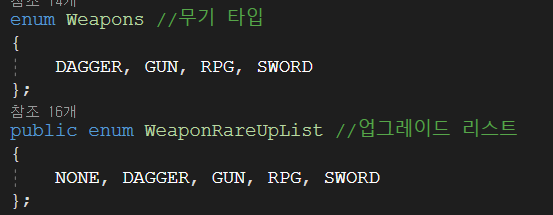 참조 14개
enum Weapons //무기 타입
{
DAGGER, GUN, RPG, SWORD
};
참조 16개
public enum WeaponRareUpList //업그레이드 리스트
{
NONE, DAGGER, GUN, RPG, SWORD
};